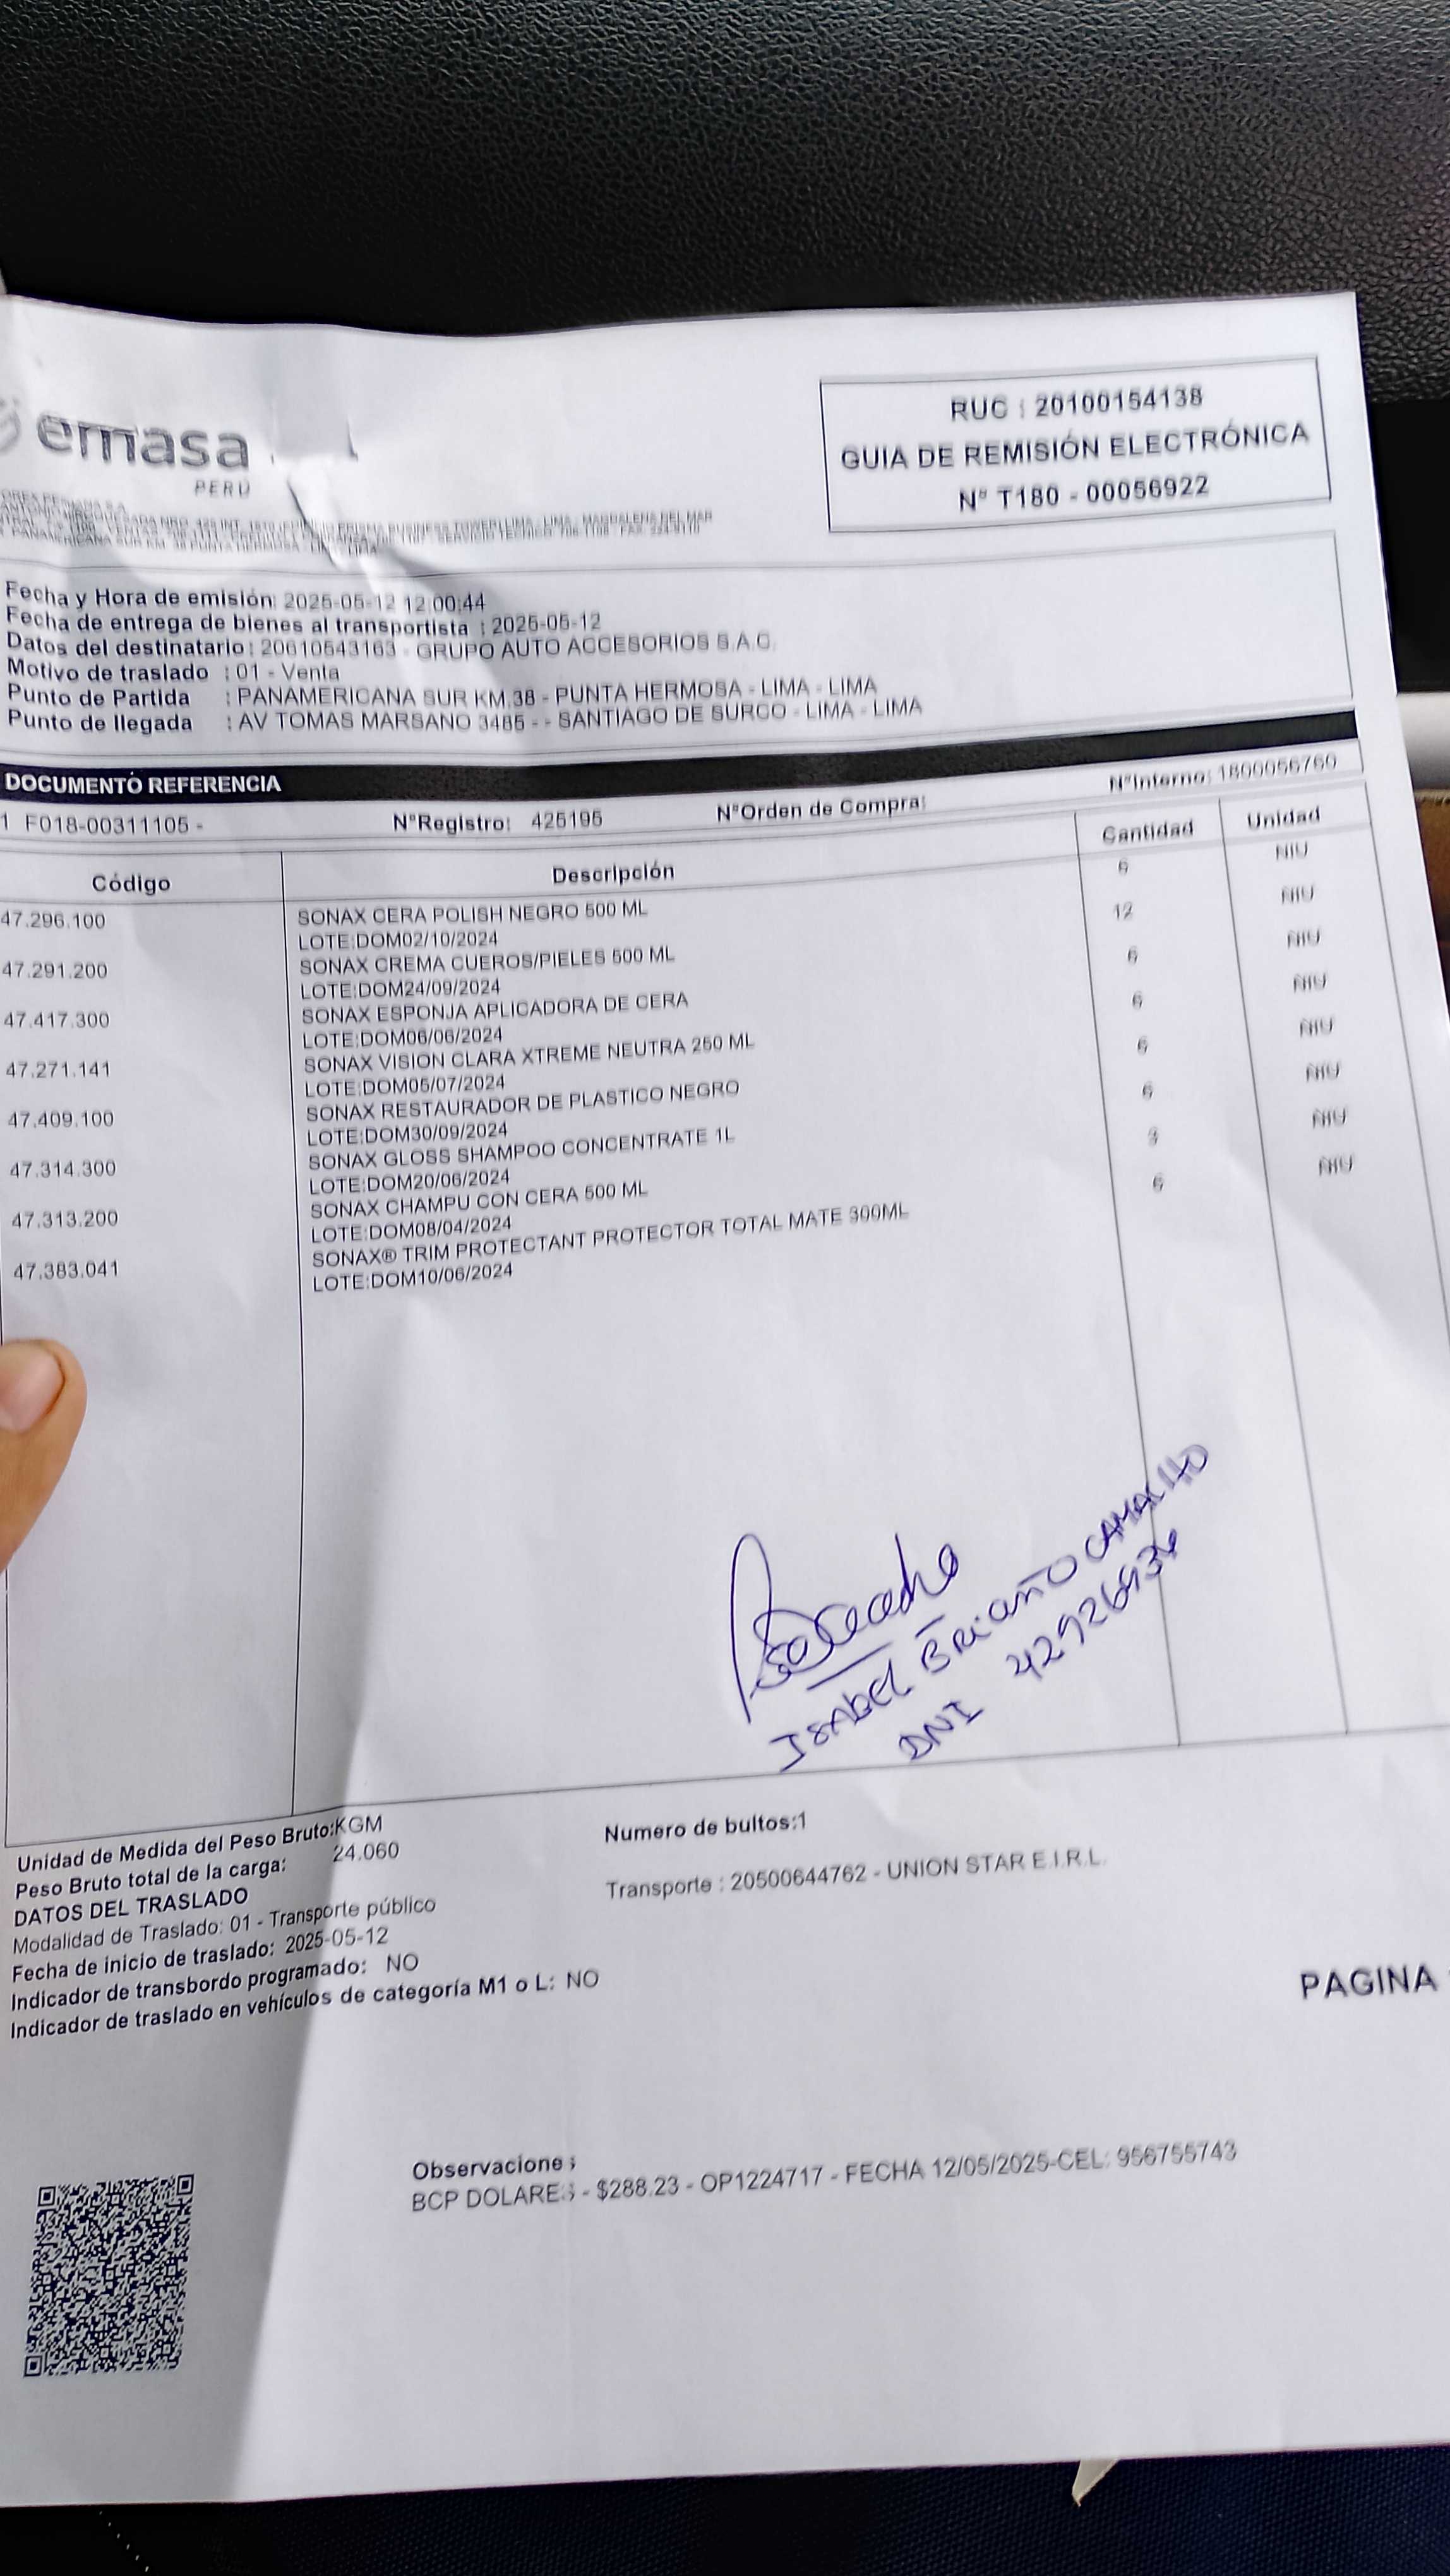 emasa
PERÚ
RUC : 20100154138
GUIA DE REMISIÓN ELECTRÓNICA
N° T180 - 00056922
Fecha y Hora de emisión: 2025-05-12 12:00:44
Fecha de entrega de bienes al transportista : 2025-05-12
Datos del destinatario : 20610543163 - GRUPO AUTO ACCESORIOS S.A.C.
Motivo de traslado : 01 - Venta
Punto de Partida : PANAMERICANA SUR KM.38 - PUNTA HERMOSA - LIMA - LIMA
Punto de llegada : AV TOMAS MARSANO 3485 - - SANTIAGO DE SURCO - LIMA - LIMA
DOCUMENTO REFERENCIA
1 F018-00311105 - N°Registro: 425195 N°Orden de Compra: N°Interno: 1800056760
Código Descripción Cantidad Unidad
47.296.100 SONAX CERA POLISH NEGRO 500 ML 6 NIU
LOTE:DOM02/10/2024
47.291.200 SONAX CREMA CUEROS/PIELES 500 ML 12 NIU
LOTE:DOM24/09/2024
47.417.300 SONAX ESPONJA APLICADORA DE CERA 6 NIU
LOTE:DOM06/06/2024
47.271.141 SONAX VISION CLARA XTREME NEUTRA 250 ML 6 NIU
LOTE:DOM05/07/2024
47.409.100 SONAX RESTAURADOR DE PLASTICO NEGRO 6 NIU
LOTE:DOM30/09/2024
47.314.300 SONAX GLOSS SHAMPOO CONCENTRATE 1L 6 NIU
LOTE:DOM20/06/2024
47.313.200 SONAX CHAMPU CON CERA 500 ML 3 NIU
LOTE:DOM08/04/2024
47.383.041 SONAX® TRIM PROTECTANT PROTECTOR TOTAL MATE 300ML 6 NIU
LOTE:DOM10/06/2024
ISABEL BRICAÑO CAMACHO
DNI 42926936
Unidad de Medida del Peso Bruto:KGM
Numero de bultos:1
Peso Bruto total de la carga: 24.060
Transporte : 20500644762 - UNION STAR E.I.R.L.
DATOS DEL TRASLADO
Modalidad de Traslado: 01 - Transporte público
Fecha de inicio de traslado: 2025-05-12
Indicador de transbordo programado: NO
Indicador de traslado en vehículos de categoría M1 o L: NO
PAGINA
Observaciones
BCP DOLARES - $288.23 - OP1224717 - FECHA 12/05/2025-CEL: 956755743